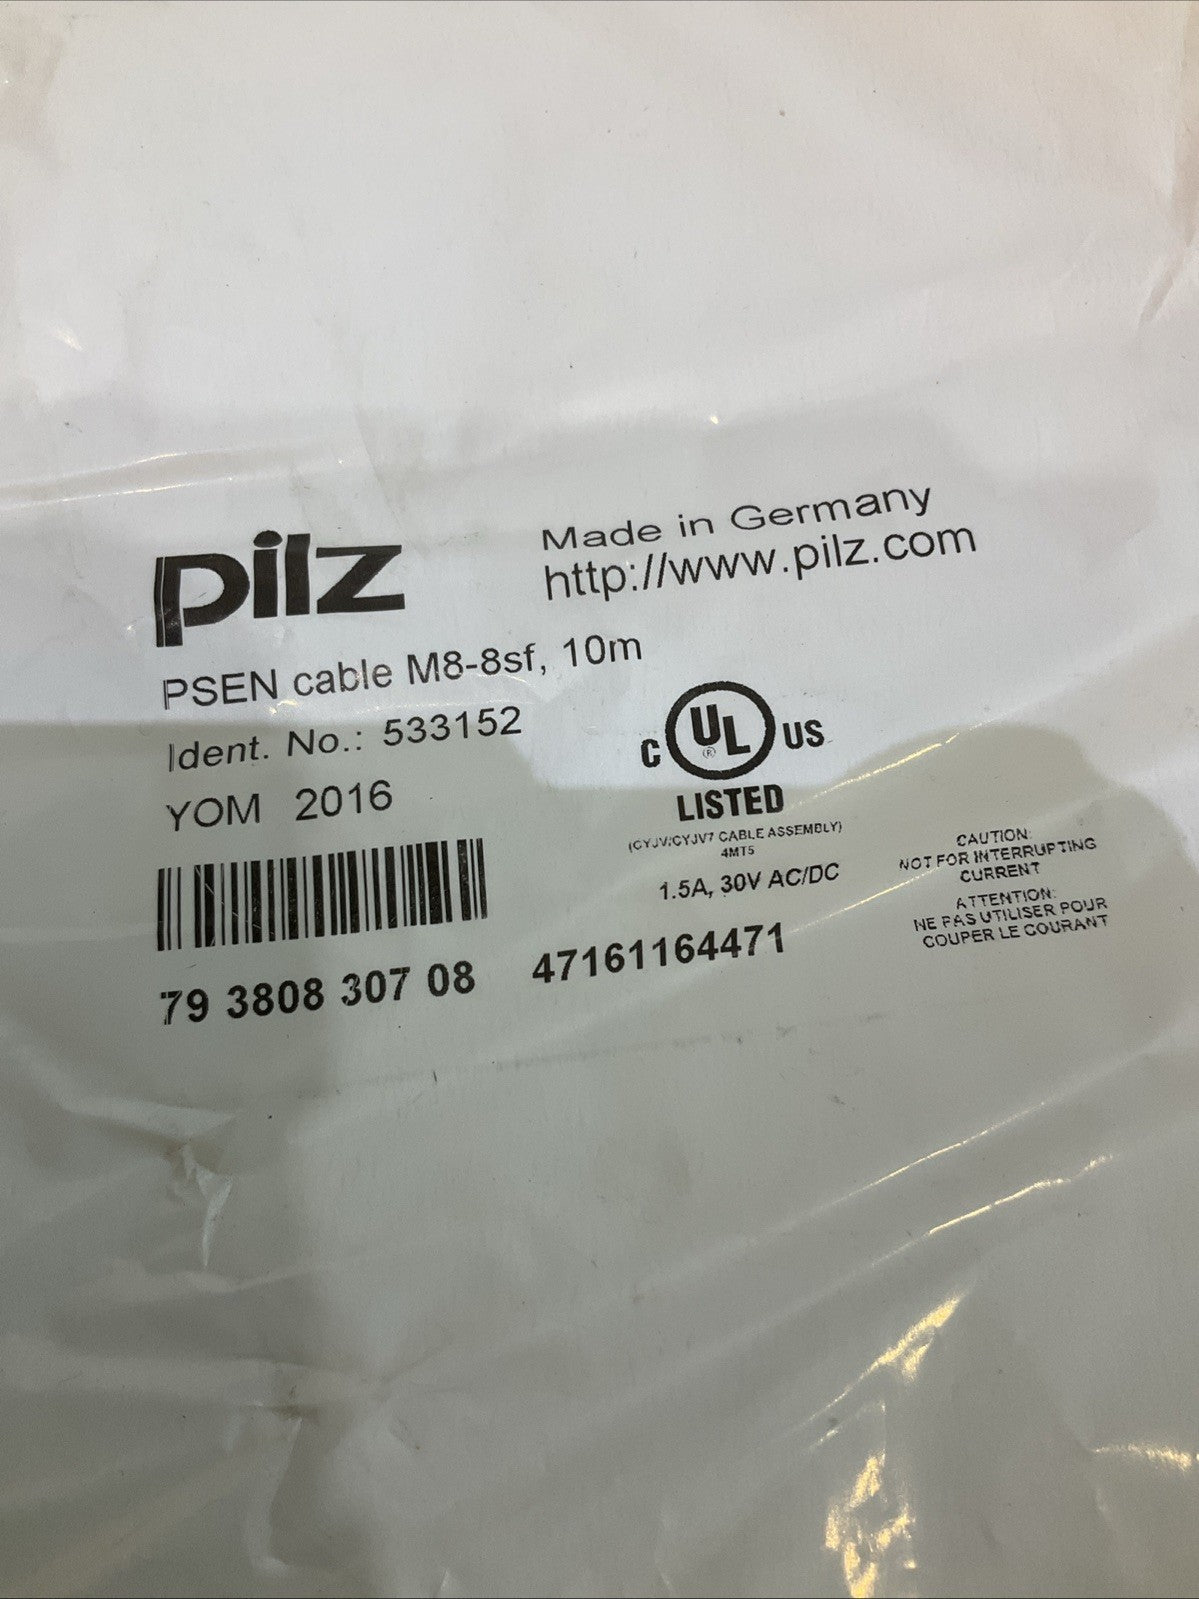 pilz
Made in Germany
http://www.pilz.com
PSEN cable M8-8sf, 10m
Ident. No.: 533152
YOM 2016
C UL ® US
LISTED
(CYJV/CYJV7 CABLE ASSEMBLY)
4MT5
1.5A, 30V AC/DC
CAUTION:
NOT FOR INTERRUPTING
CURRENT
ATTENTION:
NE PAS UTILISER POUR
COUPER LE COURANT
79 3808 307 08
47161164471